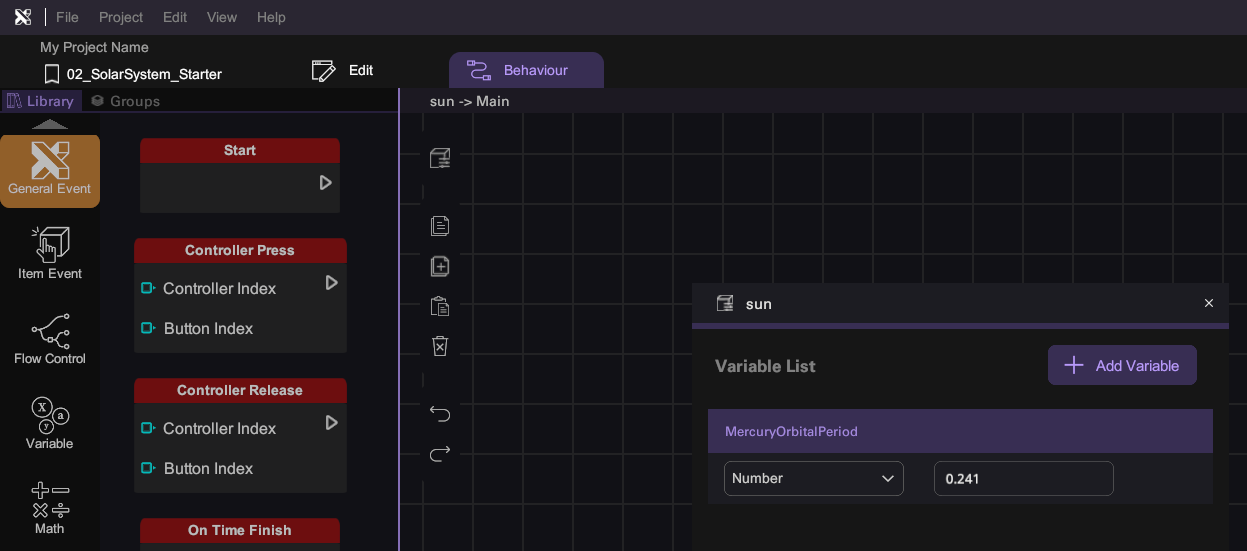 File Project Edit View Help
My Project Name
02_SolarSystem_Starter
Edit
Behaviour
Library
Groups
sun -> Main
General Event
Item Event
Flow Control
X a y
Variable
Math
Start
Controller Press
Controller Index
Button Index
Controller Release
Controller Index
Button Index
On Time Finish
sun
Variable List
Add Variable
MercuryOrbitalPeriod
Number
0.241